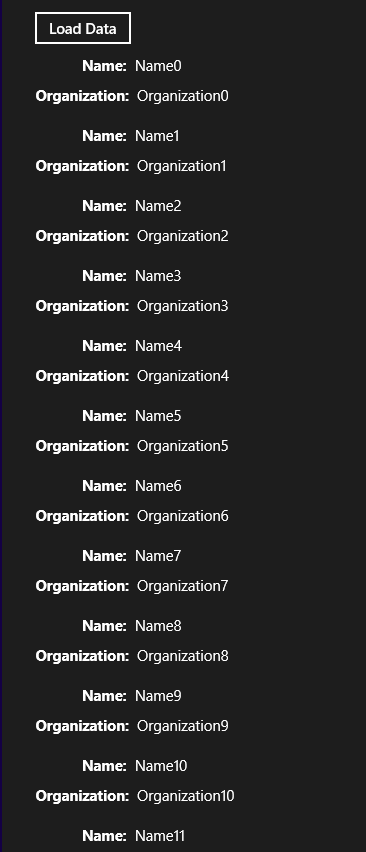 Load Data
Name: Name0
Organization: Organization0
Name: Name1
Organization: Organization1
Name: Name2
Organization: Organization2
Name: Name3
Organization: Organization3
Name: Name4
Organization: Organization4
Name: Name5
Organization: Organization5
Name: Name6
Organization: Organization6
Name: Name7
Organization: Organization7
Name: Name8
Organization: Organization8
Name: Name9
Organization: Organization9
Name: Name10
Organization: Organization10
Name: Name11